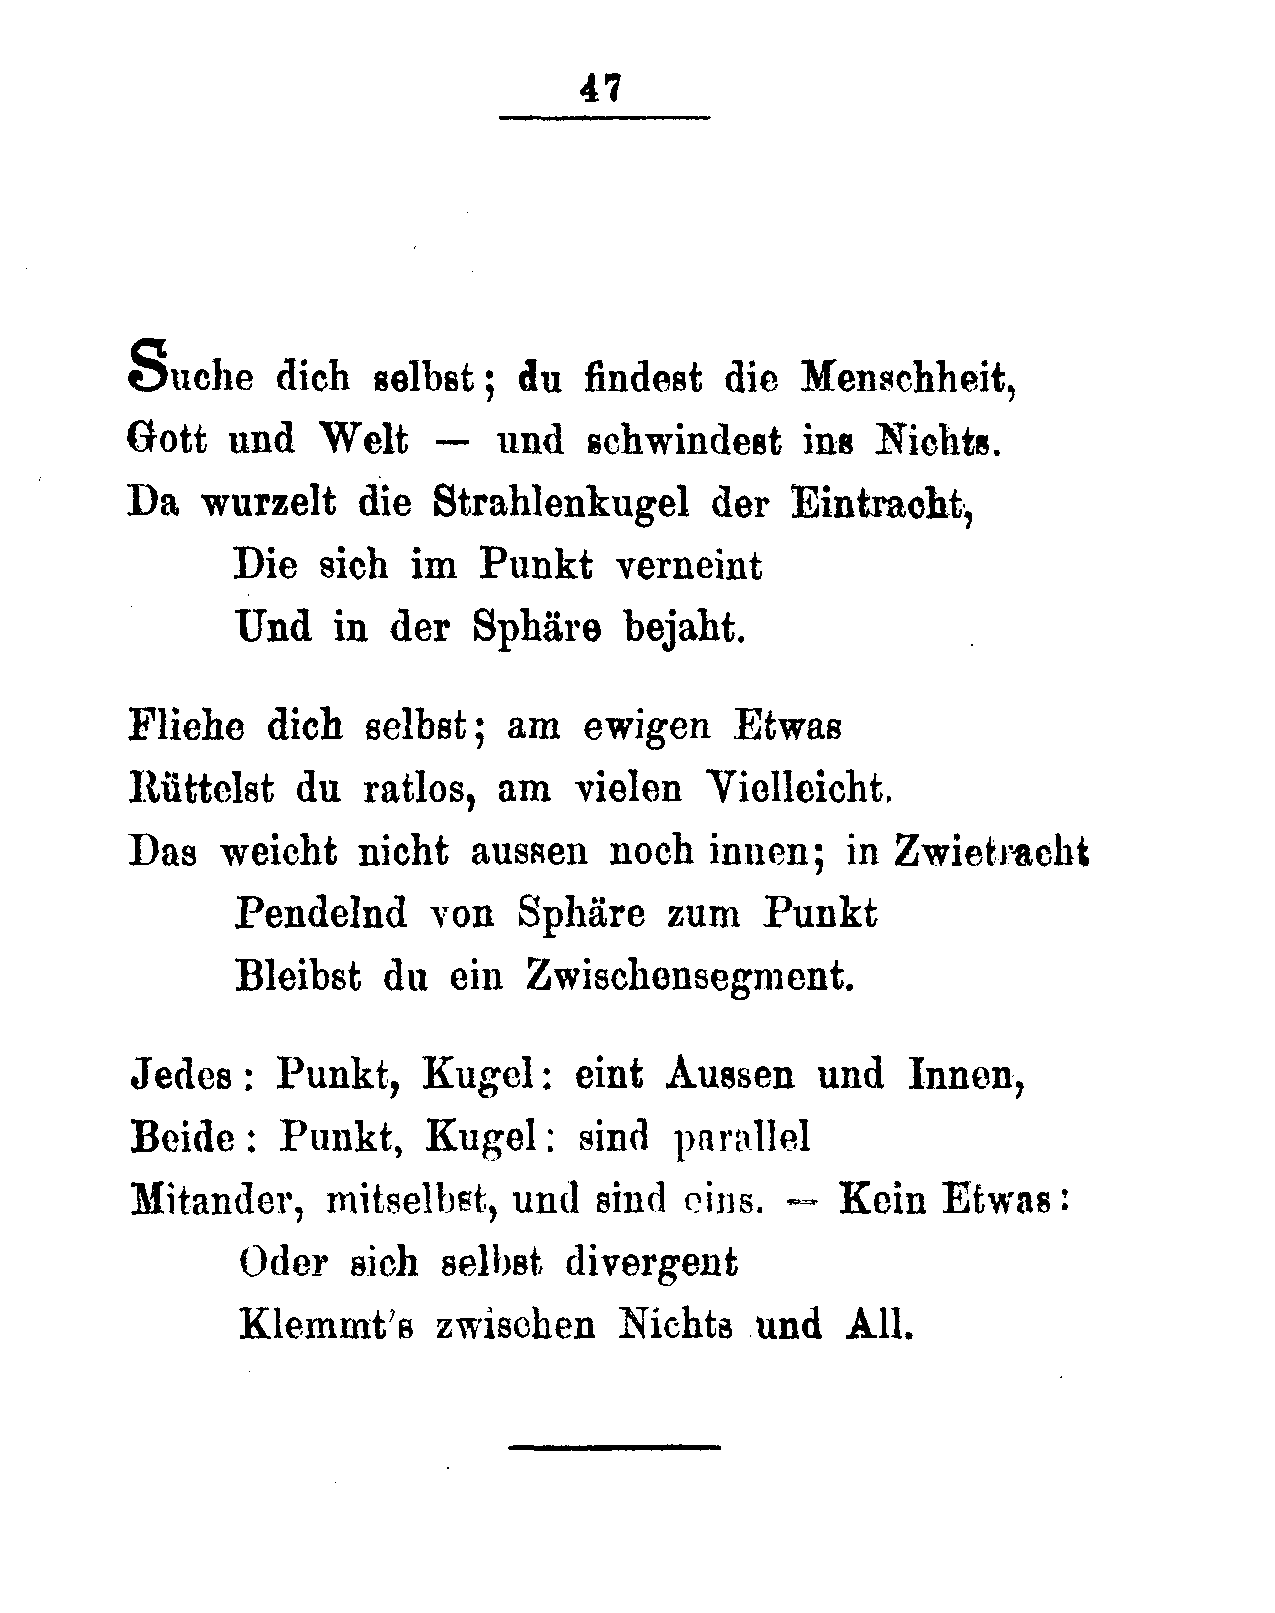 47
Suche dich selbst; du findest die Menschheit,
Gott und Welt — und schwindest ins Nichts.
Da wurzelt die Strahlenkugel der Eintracht,
Die sich im Punkt verneint
Und in der Sphäre bejaht.
Fliehe dich selbst; am ewigen Etwas
Rüttelst du ratlos, am vielen Vielleicht.
Das weicht nicht aussen noch innen; in Zwietracht
Pendelnd von Sphäre zum Punkt
Bleibst du ein Zwischensegment.
Jedes: Punkt, Kugel: eint Aussen und Innen,
Beide: Punkt, Kugel: sind parallel
Mitander, mitselbst, und sind eins. — Kein Etwas:
Oder sich selbst divergent
Klemmt's zwischen Nichts und All.